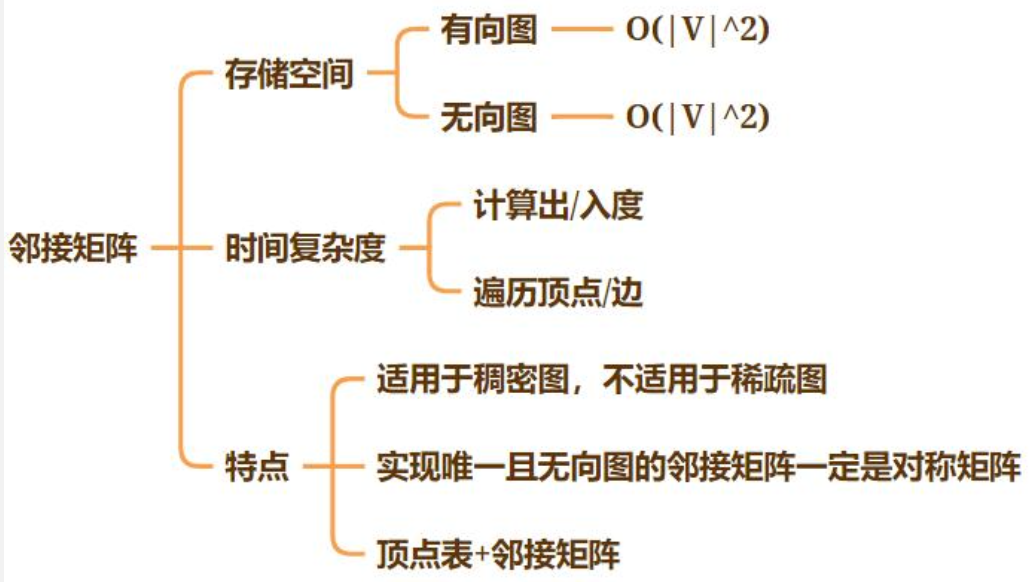 邻接矩阵
存储空间
有向图
O(|V|^2)
无向图
O(|V|^2)
时间复杂度
计算出/入度
遍历顶点/边
特点
适用于稠密图，不适用于稀疏图
实现唯一且无向图的邻接矩阵一定是对称矩阵
顶点表+邻接矩阵